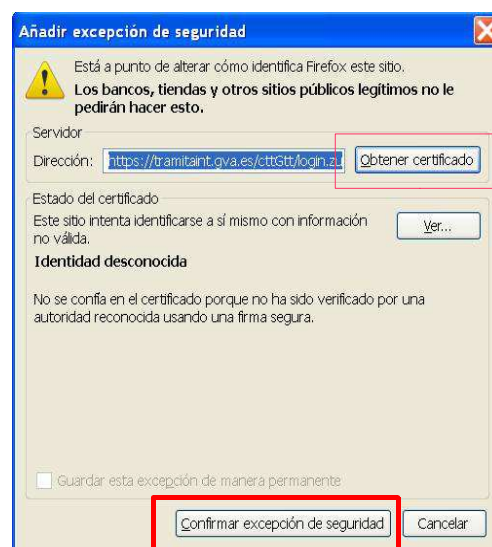 Añadir excepción de seguridad
Está a punto de alterar cómo identifica Firefox este sitio.
Los bancos, tiendas y otros sitios públicos legítimos no le
pedirán hacer esto.
Servidor
Dirección: https://tramitaint.gva.es/cttGtt/login.zu Obtener certificado
Estado del certificado
Este sitio intenta identificarse a sí mismo con información
no válida.
Ver...
Identidad desconocida
No se confía en el certificado porque no ha sido verificado por una
autoridad reconocida usando una firma segura.
Guardar esta excepción de manera permanente
Confirmar excepción de seguridad Cancelar